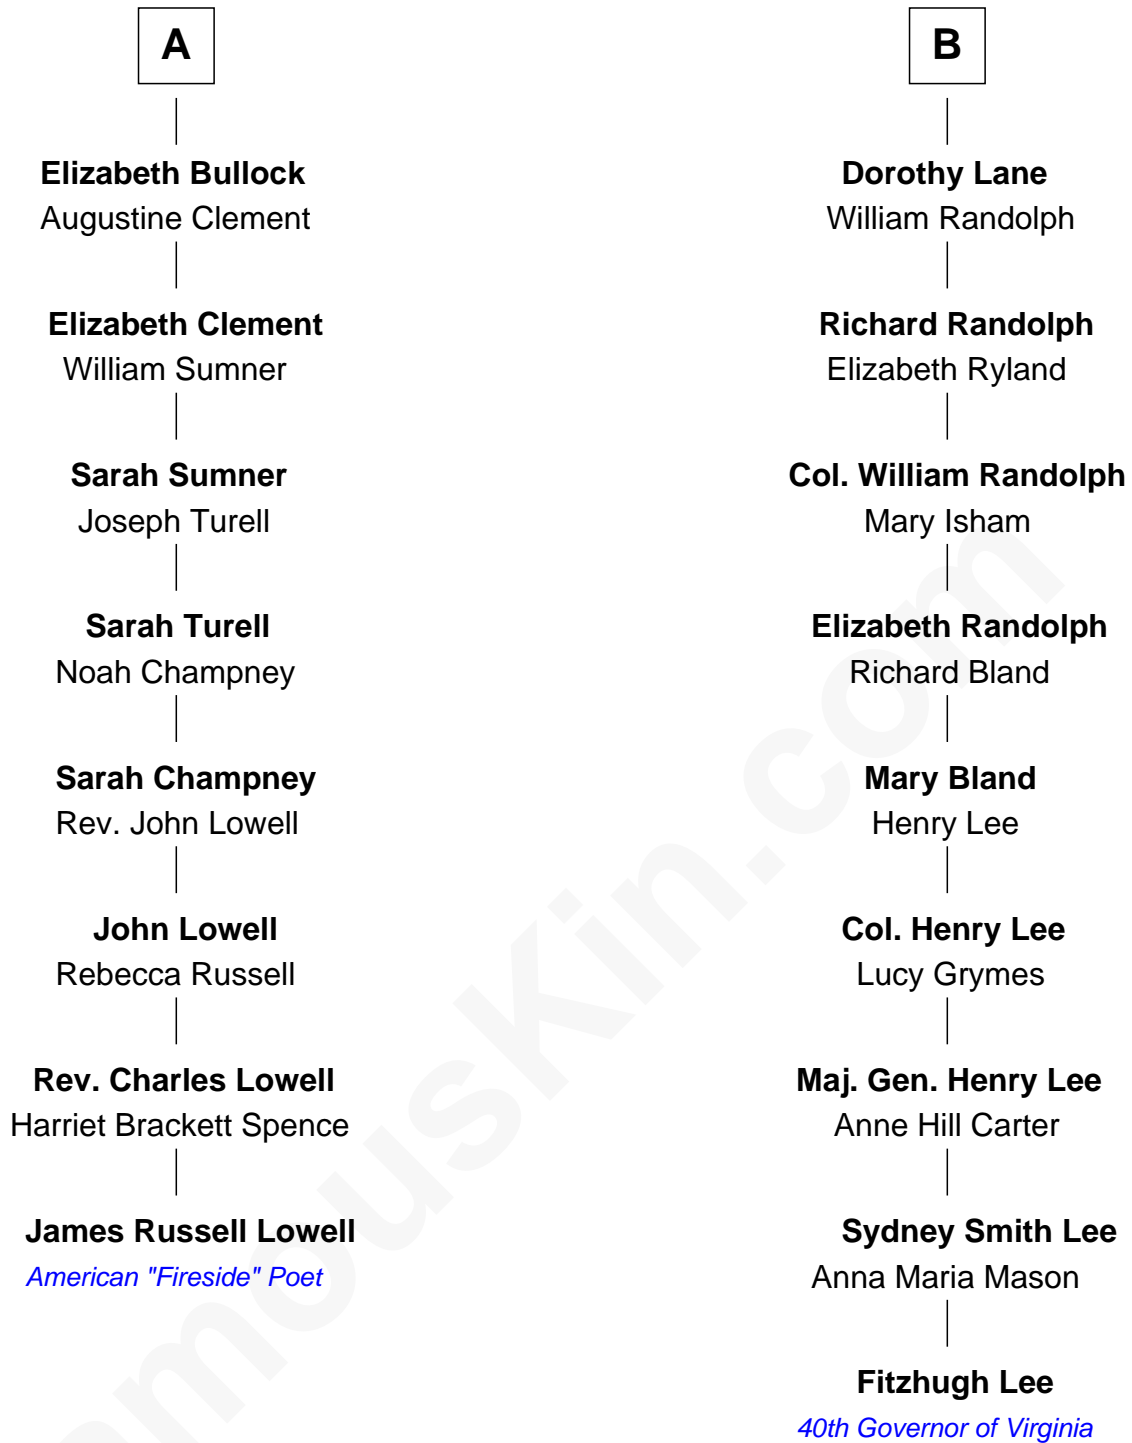 A
Elizabeth Bullock
Augustine Clement
Elizabeth Clement
William Sumner
Sarah Sumner
Joseph Turell
Sarah Turell
Noah Champney
Sarah Champney
Rev. John Lowell
John Lowell
Rebecca Russell
Rev. Charles Lowell
Harriet Brackett Spence
James Russell Lowell
American "Fireside" Poet
B
Dorothy Lane
William Randolph
Richard Randolph
Elizabeth Ryland
Col. William Randolph
Mary Isham
Elizabeth Randolph
Richard Bland
Mary Bland
Henry Lee
Col. Henry Lee
Lucy Grymes
Maj. Gen. Henry Lee
Anne Hill Carter
Sydney Smith Lee
Anna Maria Mason
Fitzhugh Lee
40th Governor of Virginia
amousKin.com